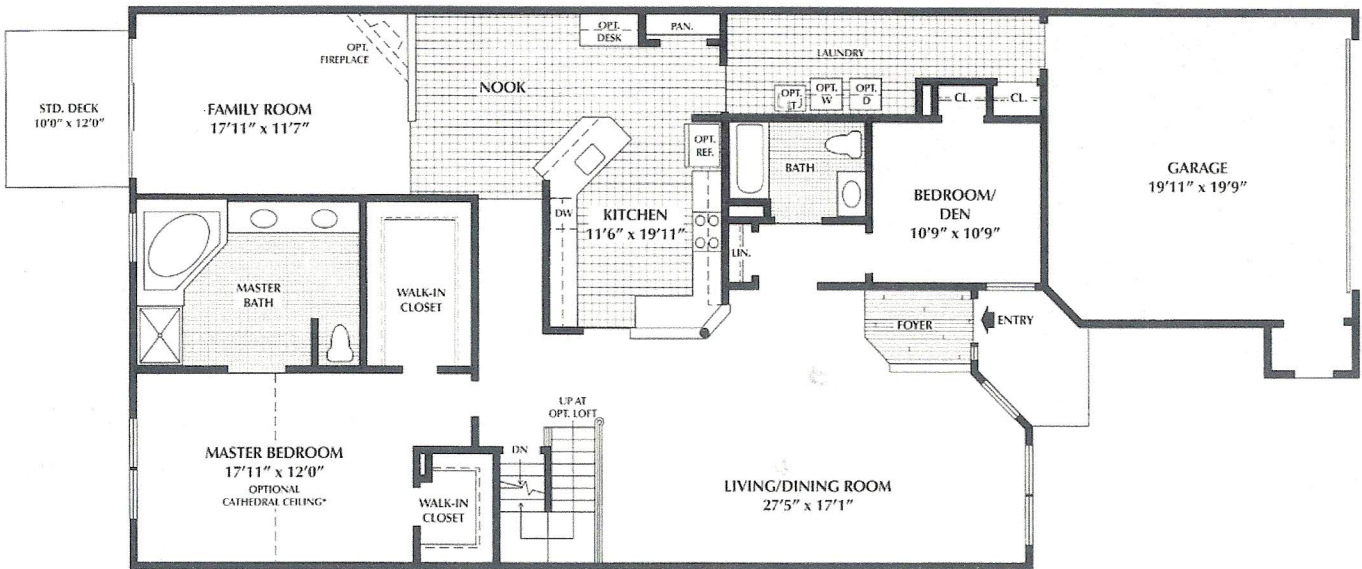 OPT.
DESK
PAN.
OPT.
FIREPLACE
LAUNDRY
NOOK
STD. DECK
10'0" x 12'0"
FAMILY ROOM
17'11" x 11'7"
OPT.
LT
OPT.
W
OPT.
D
CL.
CL.
OPT.
REF.
BATH
GARAGE
19'11" x 19'9"
BEDROOM/
DEN
10'9" x 10'9"
DW
KITCHEN
11'6" x 19'11"
LIN.
MASTER
BATH
WALK-IN
CLOSET
FOYER
ENTRY
UP AT
OPT. LOFT
DN
MASTER BEDROOM
17'11" x 12'0"
OPTIONAL
CATHEDRAL CEILING*
WALK-IN
CLOSET
LIVING/DINING ROOM
27'5" x 17'1"